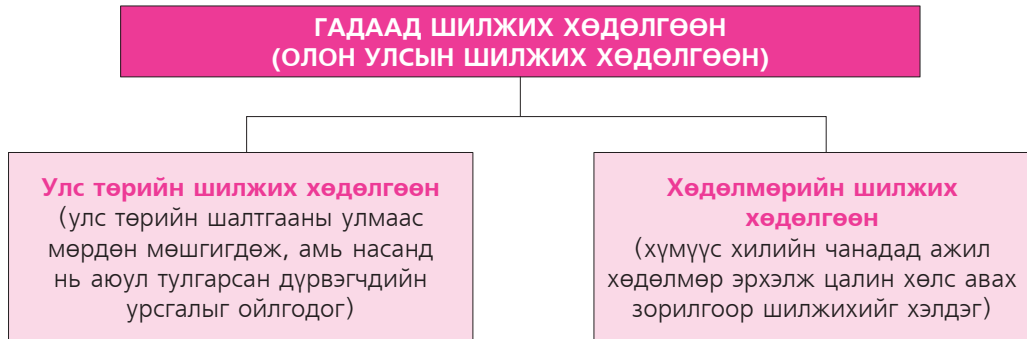 ГАДААД ШИЛЖИХ ХӨДӨЛГӨӨН
(ОЛОН УЛСЫН ШИЛЖИХ ХӨДӨЛГӨӨН)
Улс төрийн шилжих хөдөлгөөн
(улс төрийн шалтгааны улмаас
мөрдөн мөшгигдөж, амь насанд
нь аюул тулгарсан дүрвэгчдийн
урсгалыг ойлгодог)
Хөдөлмөрийн шилжих
хөдөлгөөн
(хүмүүс хилийн чанадад ажил
хөдөлмөр эрхэлж цалин хөлс авах
зорилгоор шилжихийг хэлдэг)